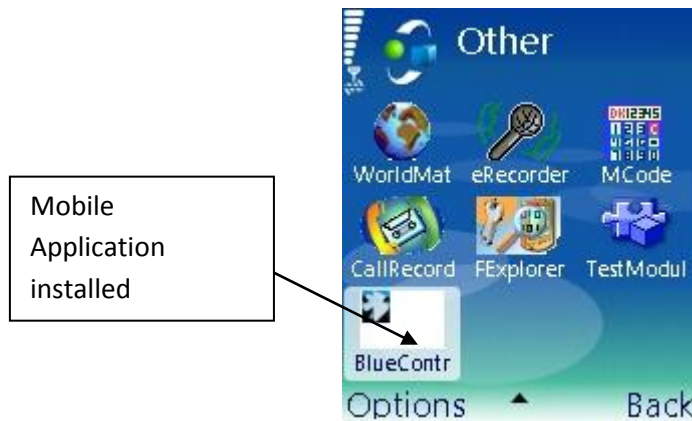 Other
WorldMat eRecorder MCode
CallRecord FExplorer TestModul
BlueContr
Options Back
Mobile
Application
installed